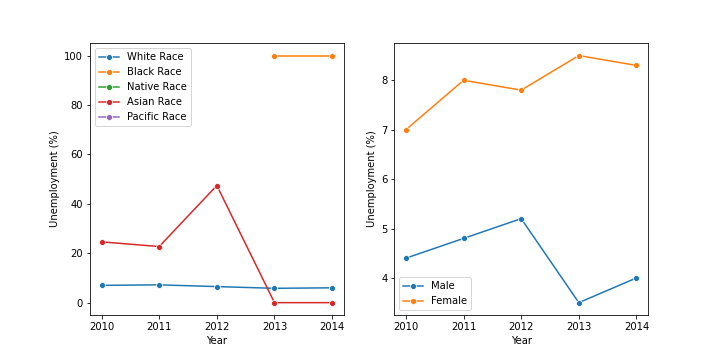 100
80
60
40
20
0
Unemployment (%)
White Race
Black Race
Native Race
Asian Race
Pacific Race
2010 2011 2012 2013 2014
Year
8
7
6
5
4
Unemployment (%)
Male
Female
2010 2011 2012 2013 2014
Year